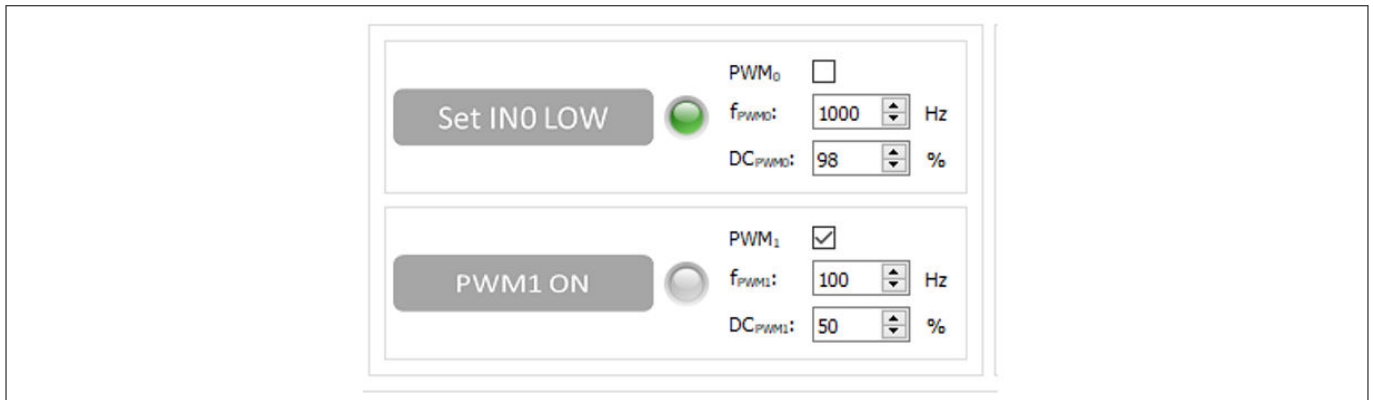 PWM₀
Set IN0 LOW
fPWM0: 1000 Hz
DCPWM0: 98 %
PWM₁
PWM1 ON
fPWM1: 100 Hz
DCPWM1: 50 %